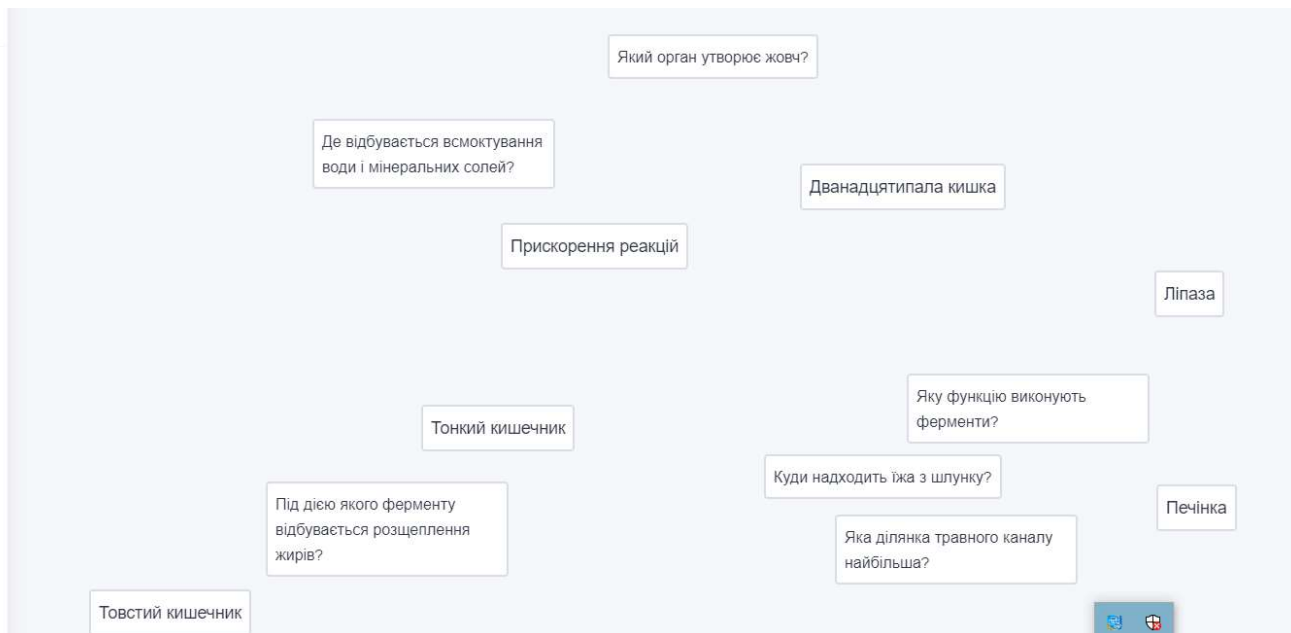 Який орган утворює жовч?
Де відбувається всмоктування
води і мінеральних солей?
Дванадцятипала кишка
Прискорення реакцій
Ліпаза
Яку функцію виконують
ферменти?
Тонкий кишечник
Куди надходить їжа з шлунку?
Під дією якого ферменту
відбувається розщеплення
жирів?
Печінка
Яка ділянка травного каналу
найбільша?
Товстий кишечник